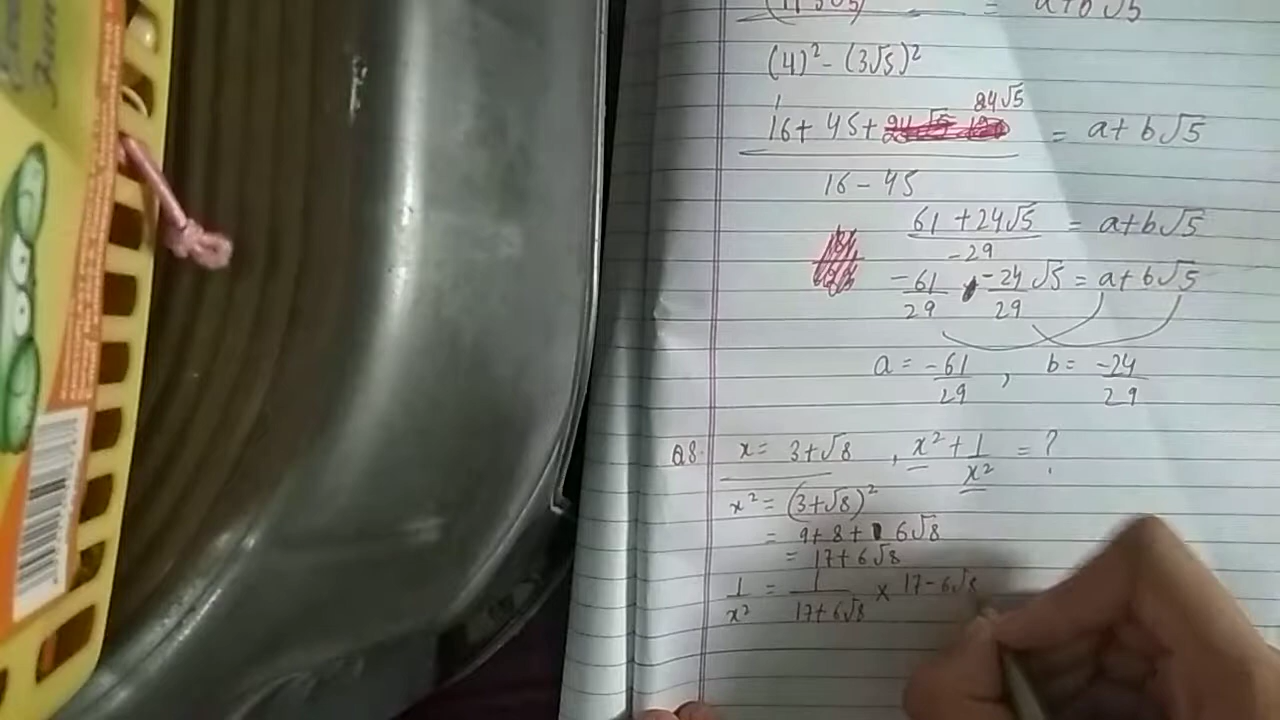 = a+b√5
(4)² - (3√5)²
16 + 45 + 24√5 = a + b√5
16 - 45
61 + 24√5 = a+b√5
-29
-61/29 -24/29 √5 = a + b√5
a = -61/29 , b = -24/29
Q8. x = 3+√8 , x² + 1/x² = ?
x² = (3+√8)²
= 9+8+ 6√8
= 17+6√8
1/x² = 1/17+6√8 × 17-6√8